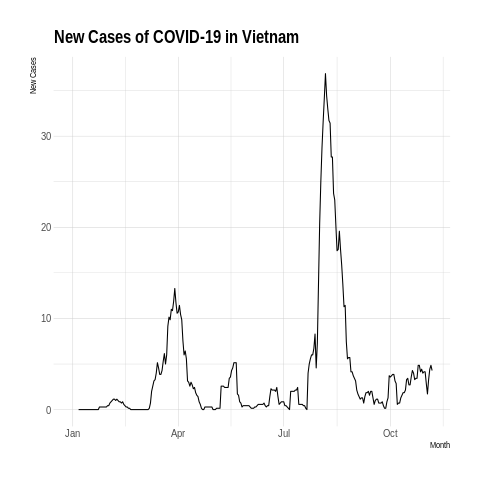 New Cases of COVID-19 in Vietnam
New Cases
30
20
10
0
Jan Apr Jul Oct
Month